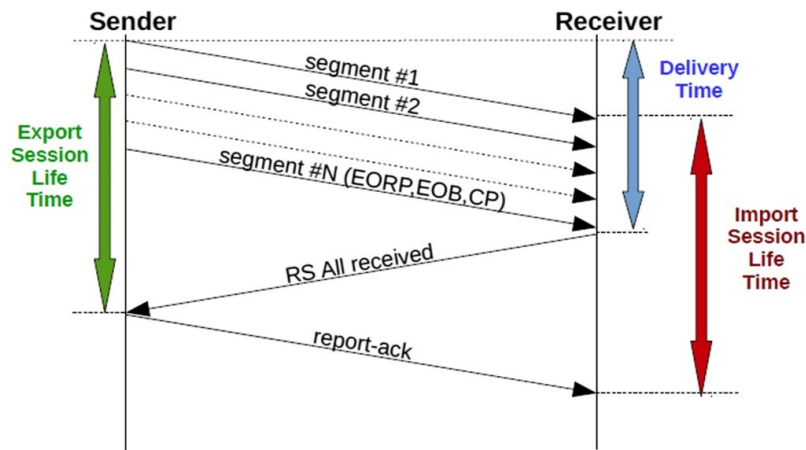 Sender
Receiver
segment #1
segment #2
segment #N (EORP,EOB,CP)
RS All received
report-ack
Export
Session
Life
Time
Delivery
Time
Import
Session
Life
Time